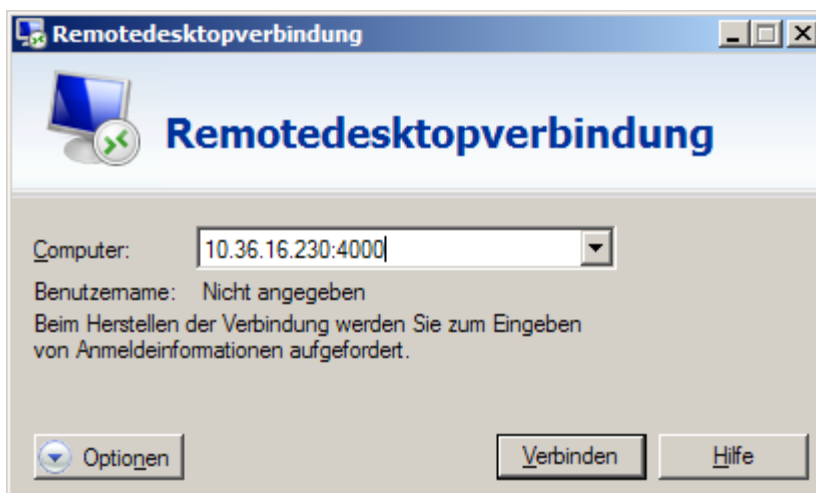 Remotedesktopverbindung
Remotedesktopverbindung
Computer: 10.36.16.230:4000
Benutzername: Nicht angegeben
Beim Herstellen der Verbindung werden Sie zum Eingeben
von Anmeldeinformationen aufgefordert.
Optionen Verbinden Hilfe